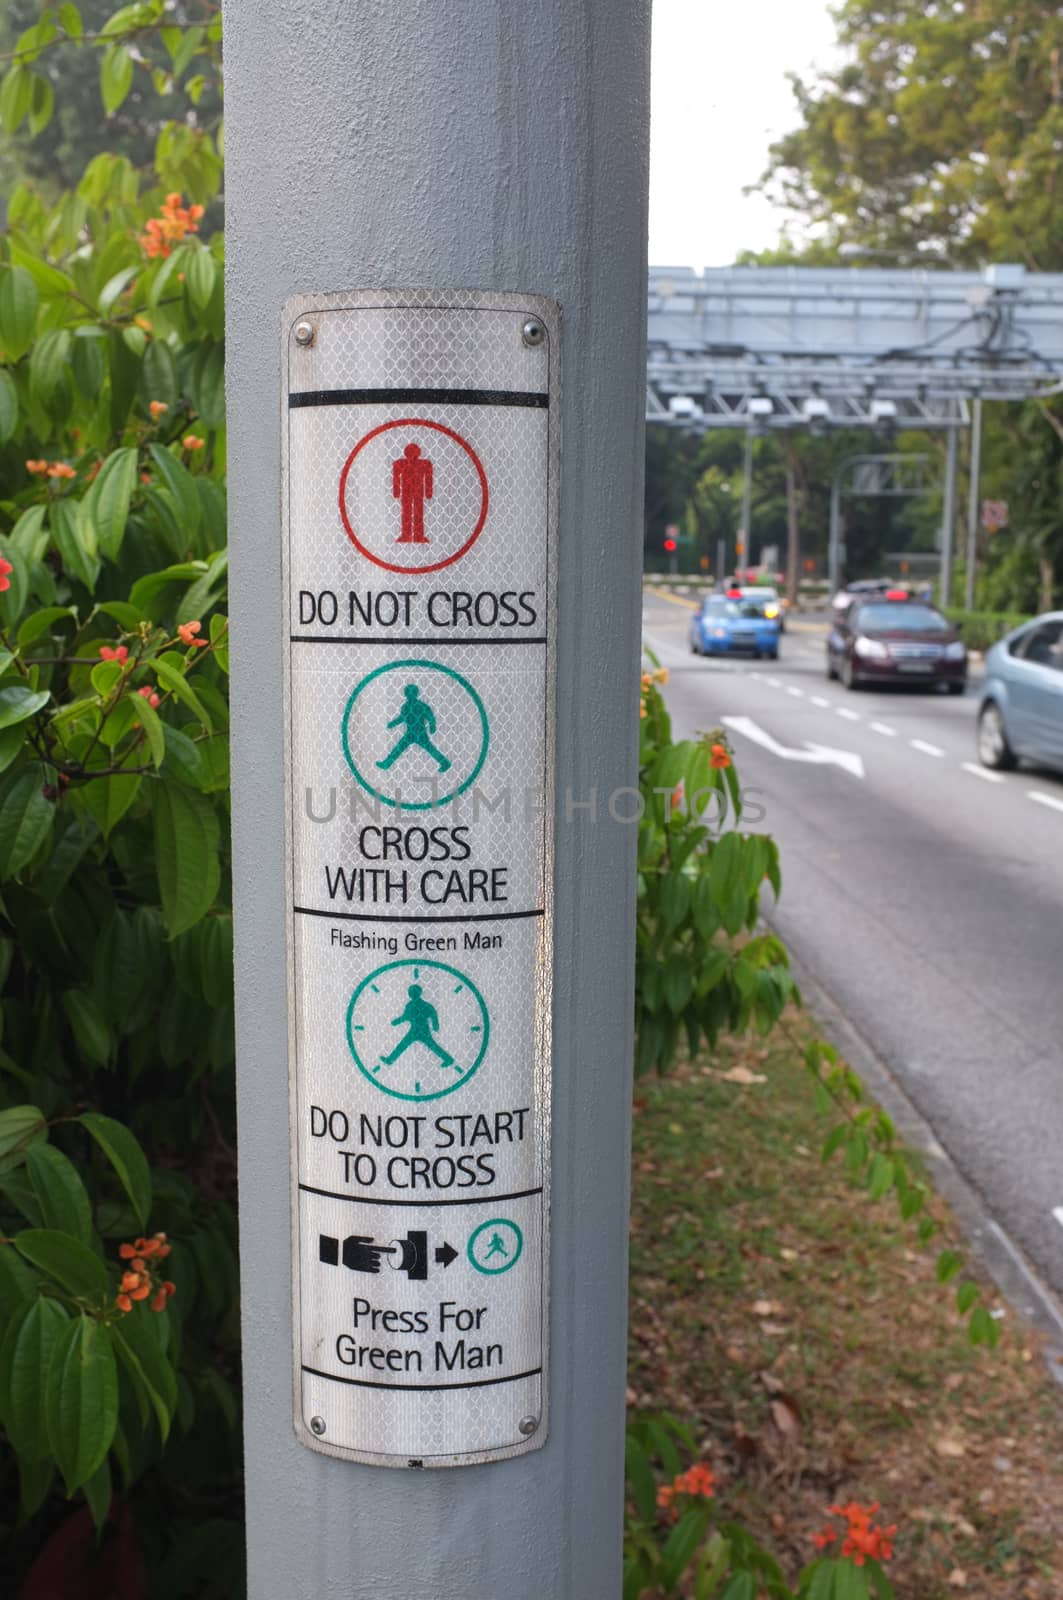 DO NOT CROSS
CROSS
WITH CARE
Flashing Green Man
DO NOT START
TO CROSS
Press For
Green Man
3M
UNLIMPHOTOS